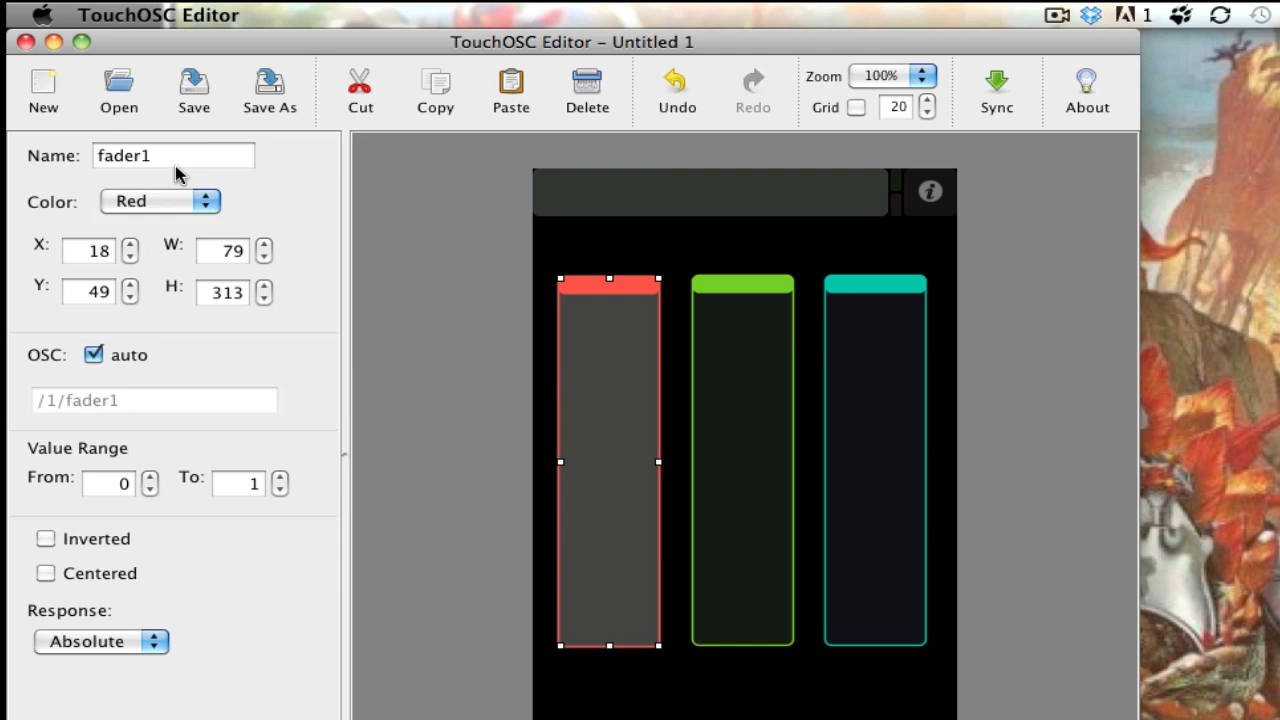 TouchOSC Editor
1
TouchOSC Editor – Untitled 1
New Open Save Save As Cut Copy Paste Delete Undo Redo Zoom 100% Grid 20 Sync About
Name: fader1
Color: Red
X: 18 W: 79
Y: 49 H: 313
OSC: auto
/1/fader1
Value Range
From: 0 To: 1
Inverted
Centered
Response:
Absolute
i